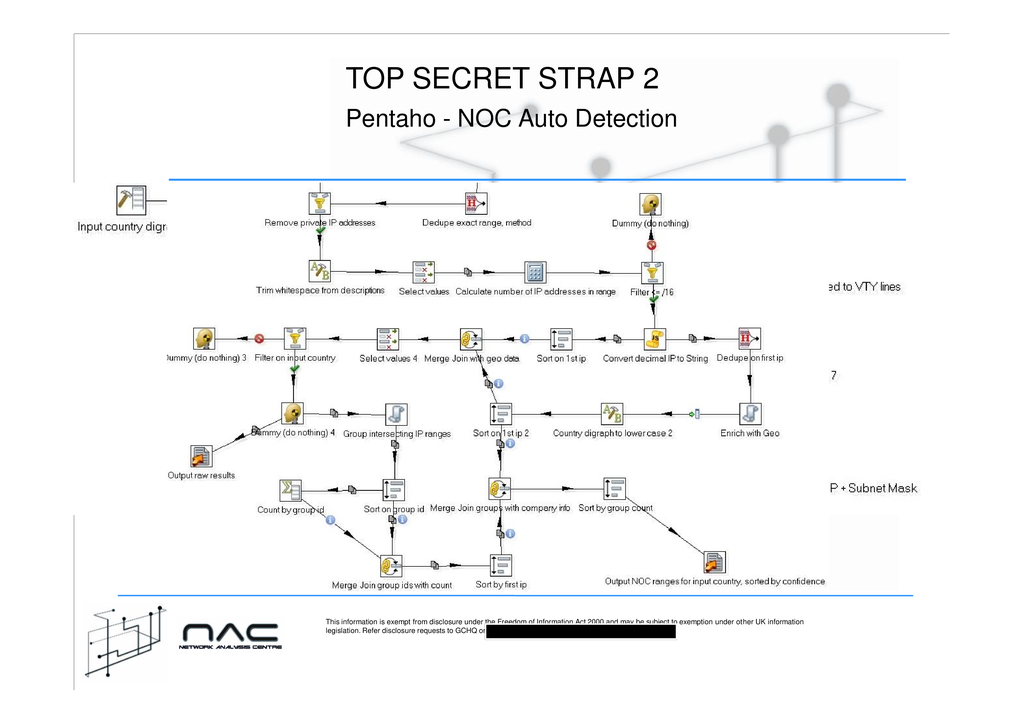 TOP SECRET STRAP 2
Pentaho - NOC Auto Detection
Input country digr
Remove private IP addresses
Dedupe exact range, method
Dummy (do nothing)
Trim whitespace from descriptions
Select values
Calculate number of IP addresses in range
Filter <= /16
ed to VTY lines
ummy (do nothing) 3
Filter on input country
Select values 4
Merge Join with geo data
Sort on 1st ip
Convert decimal IP to String
Dedupe on first ip
7
Dummy (do nothing) 4
Group intersecting IP ranges
Sort on 1st ip 2
Country digraph to lower case 2
Enrich with Geo
Output raw results
P + Subnet Mask
Count by group id
Sort on group id
Merge Join groups with company info
Sort by group count
Merge Join group ids with count
Sort by first ip
Output NOC ranges for input country, sorted by confidence
NAC
NETWORK ANALYSIS CENTRE
This information is exempt from disclosure under the Freedom of Information Act 2000 and may be subject to exemption under other UK information
legislation. Refer disclosure requests to GCHQ on